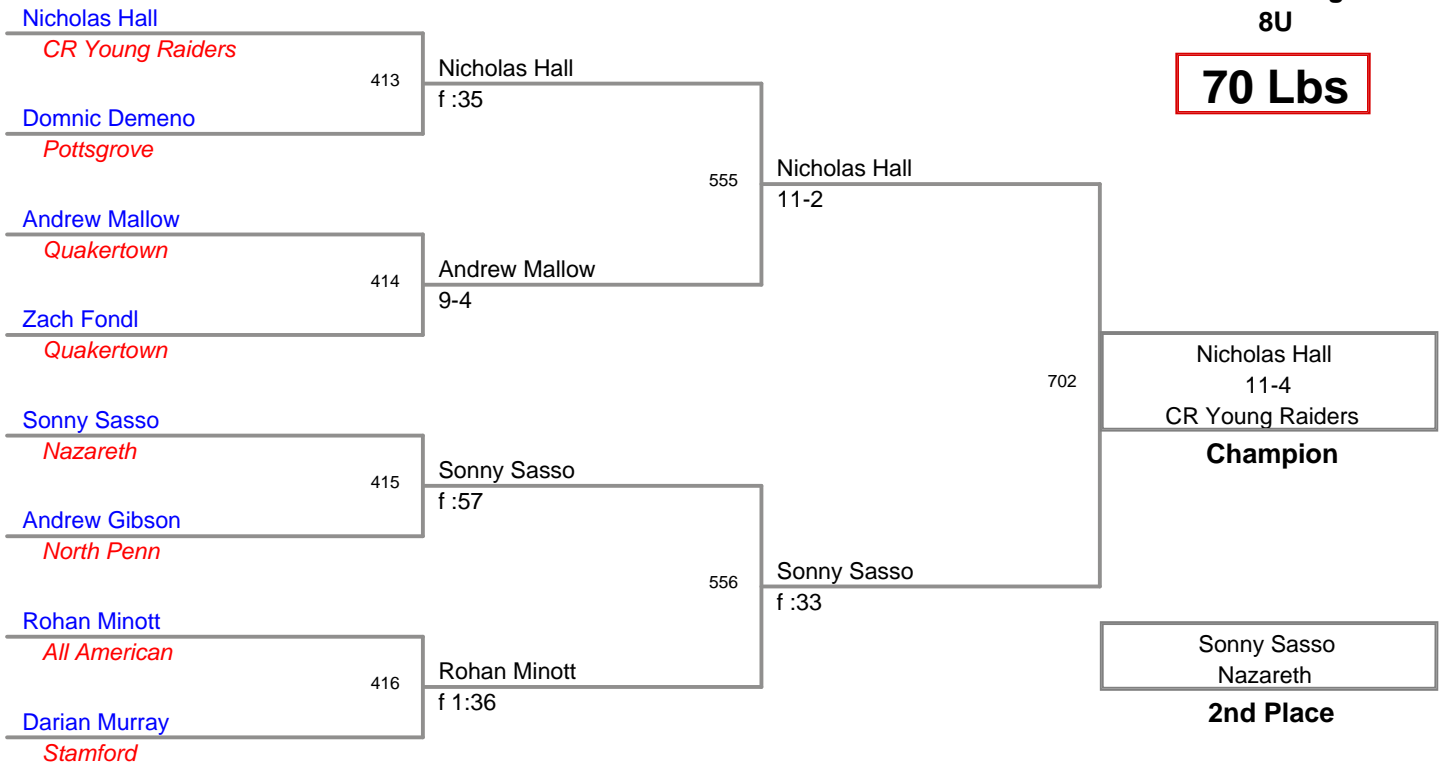 8U
70 Lbs
Nicholas Hall
CR Young Raiders
413
Nicholas Hall
f :35
Domnic Demeno
Pottsgrove
555
Nicholas Hall
11-2
Andrew Mallow
Quakertown
414
Andrew Mallow
9-4
Zach Fondl
Quakertown
702
Nicholas Hall
11-4
CR Young Raiders
Champion
Sonny Sasso
Nazareth
415
Sonny Sasso
f :57
Andrew Gibson
North Penn
556
Sonny Sasso
f :33
Rohan Minott
All American
416
Rohan Minott
f 1:36
Darian Murray
Stamford
Sonny Sasso
Nazareth
2nd Place